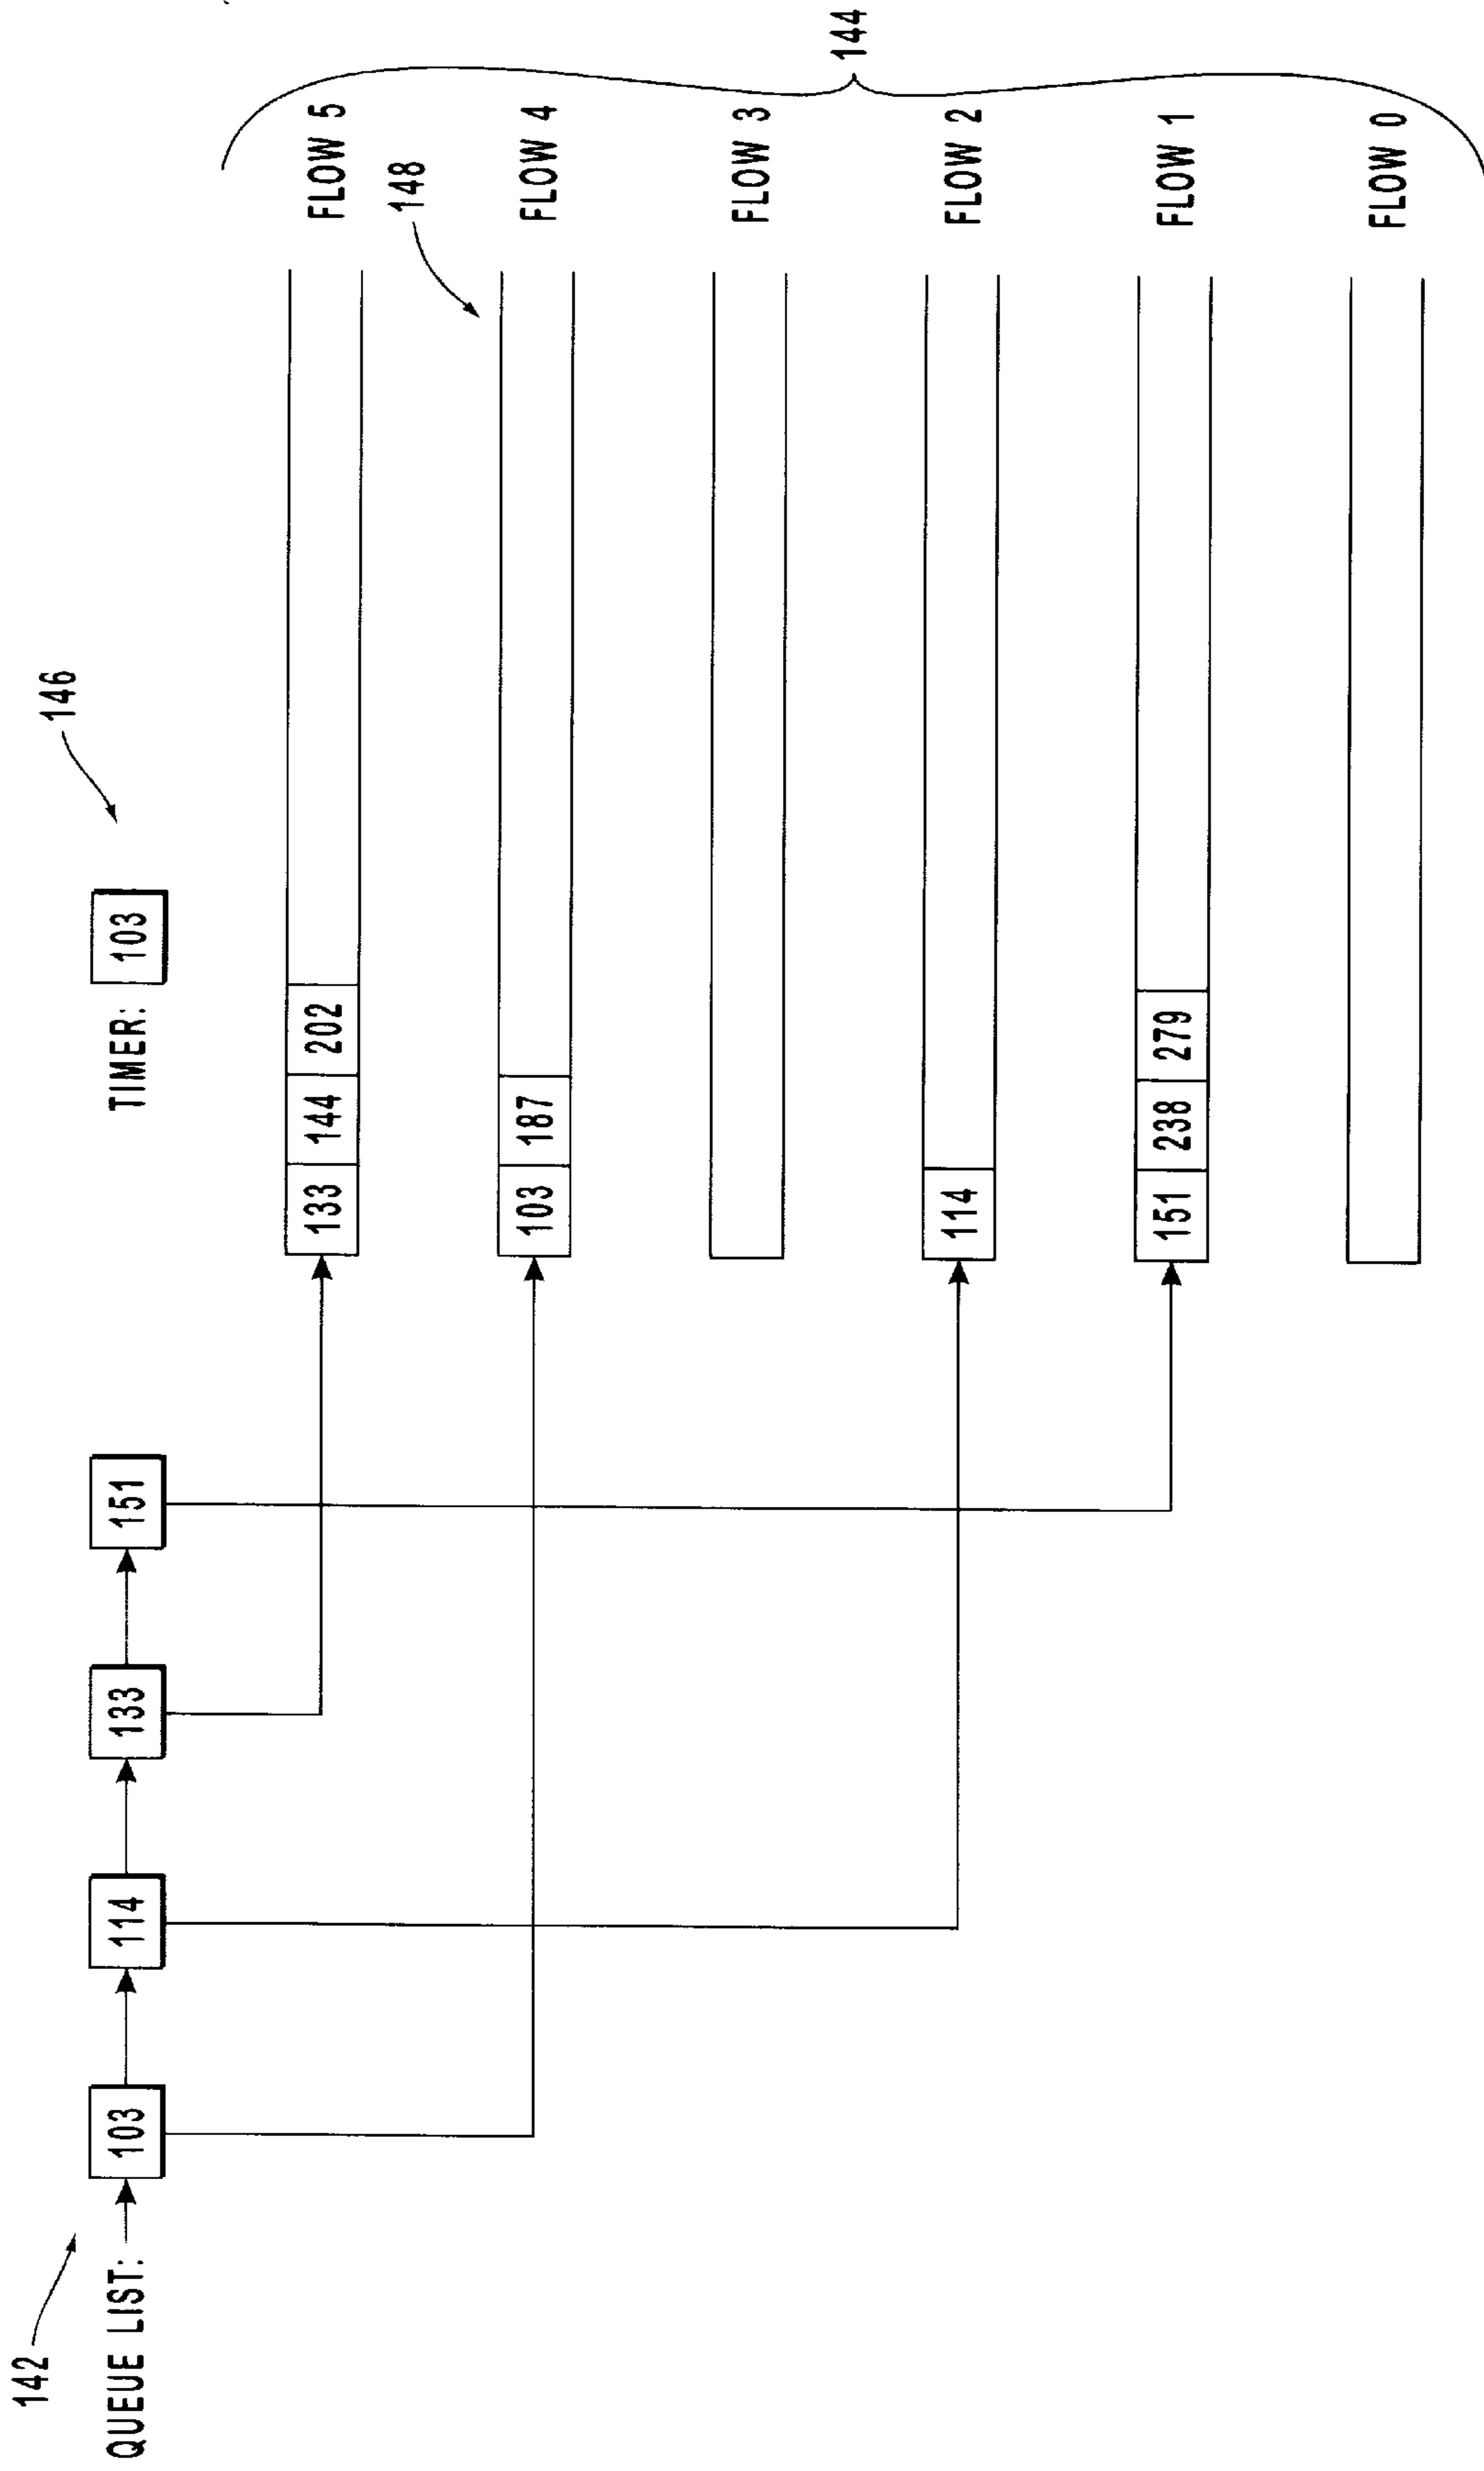 142
QUEUE LIST:
103
114
133
151
TIMER:
103
146
133
144
202
FLOW 5
148
103
187
FLOW 4
FLOW 3
144
114
FLOW 2
151
238
279
FLOW 1
FLOW 0